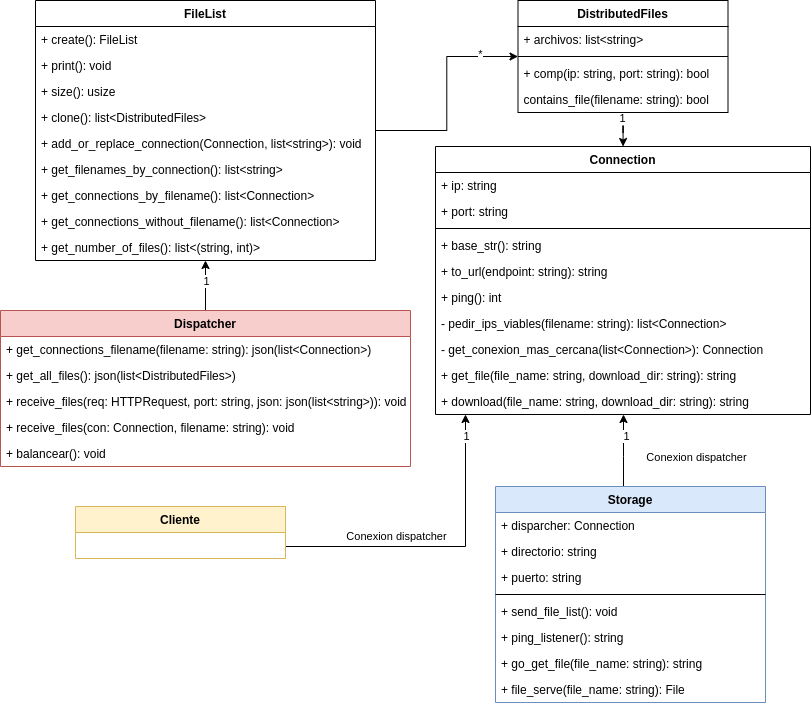 FileList
+ create(): FileList
+ print(): void
+ size(): usize
+ clone(): list<DistributedFiles>
+ add_or_replace_connection(Connection, list<string>): void
+ get_filenames_by_connection(): list<string>
+ get_connections_by_filename(): list<Connection>
+ get_connections_without_filename(): list<Connection>
+ get_number_of_files(): list<(string, int)>
*
DistributedFiles
+ archivos: list<string>
+ comp(ip: string, port: string): bool
contains_file(filename: string): bool
1
Connection
+ ip: string
+ port: string
+ base_str(): string
+ to_url(endpoint: string): string
+ ping(): int
- pedir_ips_viables(filename: string): list<Connection>
- get_conexion_mas_cercana(list<Connection>): Connection
+ get_file(file_name: string, download_dir: string): string
+ download(file_name: string, download_dir: string): string
1
Dispatcher
+ get_connections_filename(filename: string): json(list<Connection>)
+ get_all_files(): json(list<DistributedFiles>)
+ receive_files(req: HTTPRequest, port: string, json: json(list<string>)): void
+ receive_files(con: Connection, filename: string): void
+ balancear(): void
1
1
Conexion dispatcher
Cliente
Conexion dispatcher
Storage
+ disparcher: Connection
+ directorio: string
+ puerto: string
+ send_file_list(): void
+ ping_listener(): string
+ go_get_file(file_name: string): string
+ file_serve(file_name: string): File